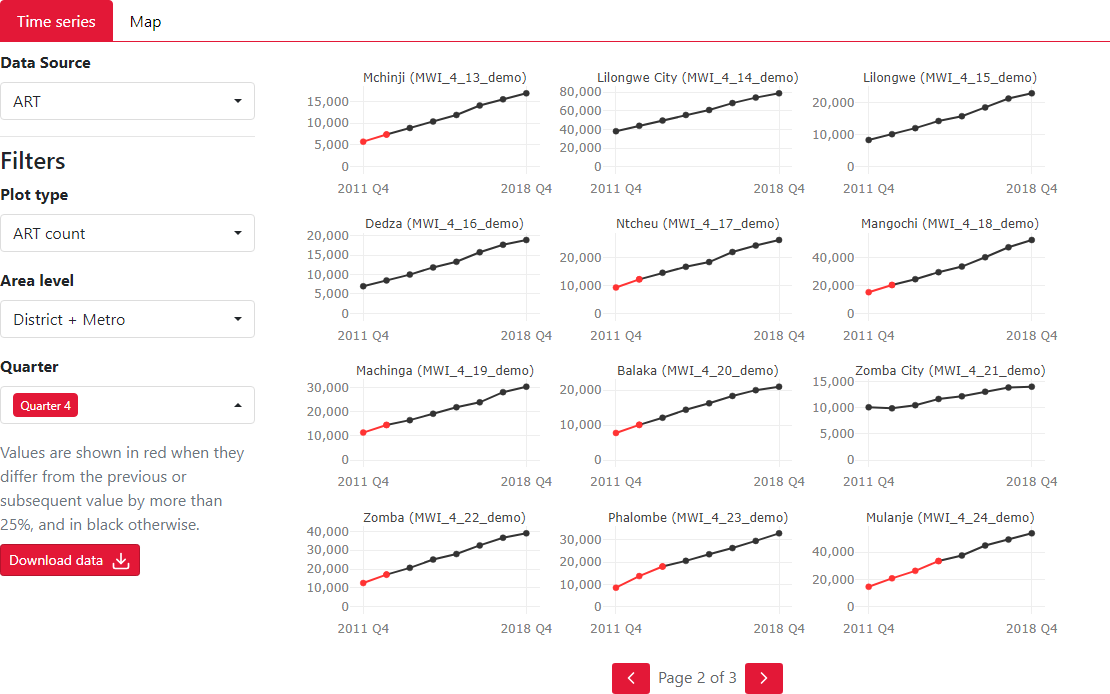 Time series
Map
Data Source
ART
Filters
Plot type
ART count
Area level
District + Metro
Quarter
Quarter 4
Values are shown in red when they
differ from the previous or
subsequent value by more than
25%, and in black otherwise.
Download data
Mchinji (MWI_4_13_demo)
15,000
10,000
5,000
0
2011 Q4
2018 Q4
Lilongwe City (MWI_4_14_demo)
80,000
60,000
40,000
20,000
0
2011 Q4
2018 Q4
Lilongwe (MWI_4_15_demo)
20,000
10,000
0
2011 Q4
2018 Q4
Dedza (MWI_4_16_demo)
20,000
15,000
10,000
5,000
0
2011 Q4
2018 Q4
Ntcheu (MWI_4_17_demo)
20,000
10,000
0
2011 Q4
2018 Q4
Mangochi (MWI_4_18_demo)
40,000
20,000
0
2011 Q4
2018 Q4
Machinga (MWI_4_19_demo)
30,000
20,000
10,000
0
2011 Q4
2018 Q4
Balaka (MWI_4_20_demo)
20,000
10,000
0
2011 Q4
2018 Q4
Zomba City (MWI_4_21_demo)
15,000
10,000
5,000
0
2011 Q4
2018 Q4
Zomba (MWI_4_22_demo)
40,000
30,000
20,000
10,000
0
2011 Q4
2018 Q4
Phalombe (MWI_4_23_demo)
30,000
20,000
10,000
0
2011 Q4
2018 Q4
Mulanje (MWI_4_24_demo)
40,000
20,000
0
2011 Q4
2018 Q4
Page 2 of 3